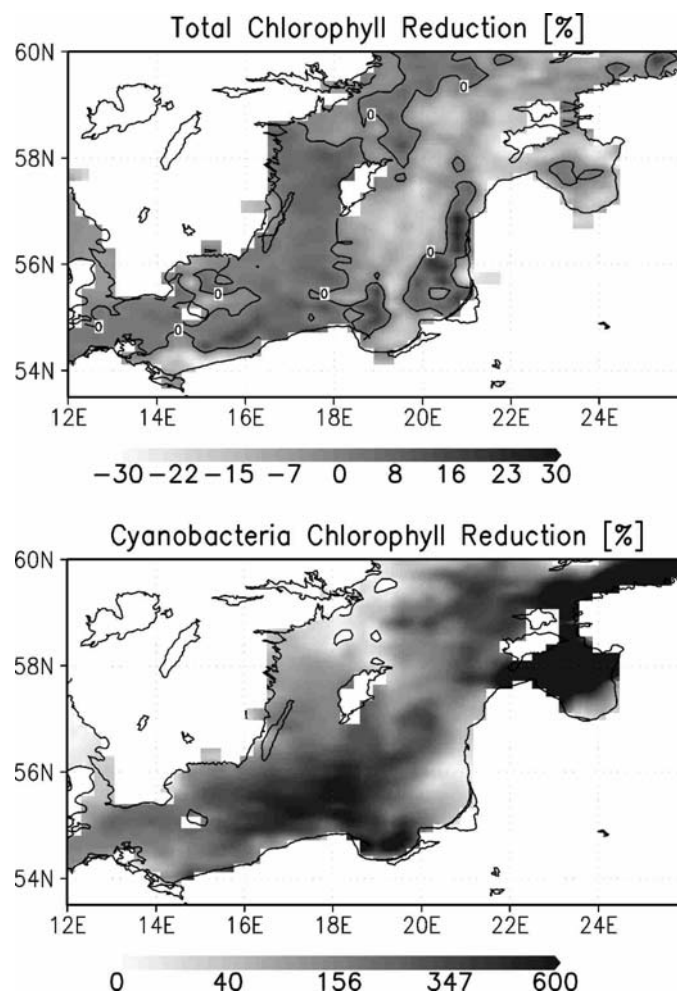 Total Chlorophyll Reduction [%]
60N
0
0
0
58N
56N
0
0
0
0
0
54N
12E 14E 16E 18E 20E 22E 24E
−30 −22 −15 −7 0 8 16 23 30
Cyanobacteria Chlorophyll Reduction [%]
60N
58N
56N
54N
12E 14E 16E 18E 20E 22E 24E
0 40 156 347 600